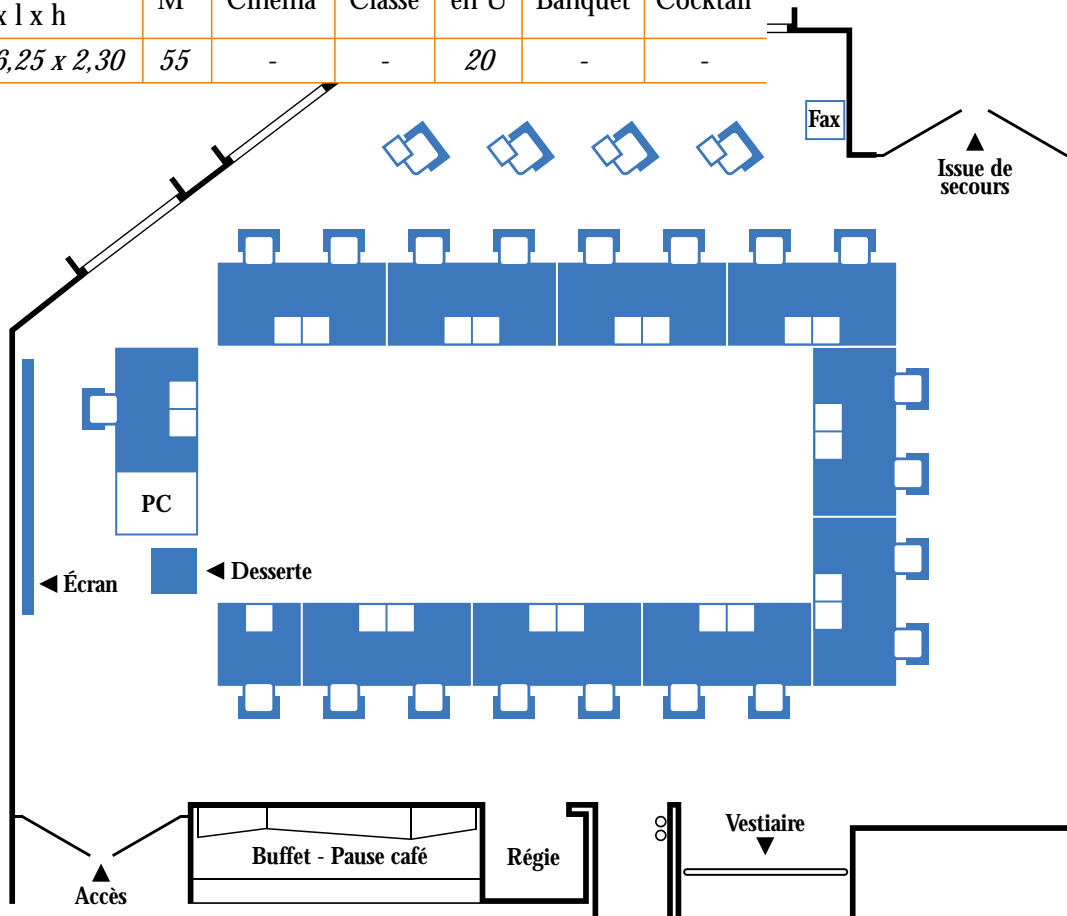 x l x h M Cinéma Classe en U Banquet Cocktail
6,25 x 2,30 55 - - 20 - -
Fax
Issue de
secours
PC
Écran
Desserte
Vestiaire
Buffet - Pause café
Régie
Accès